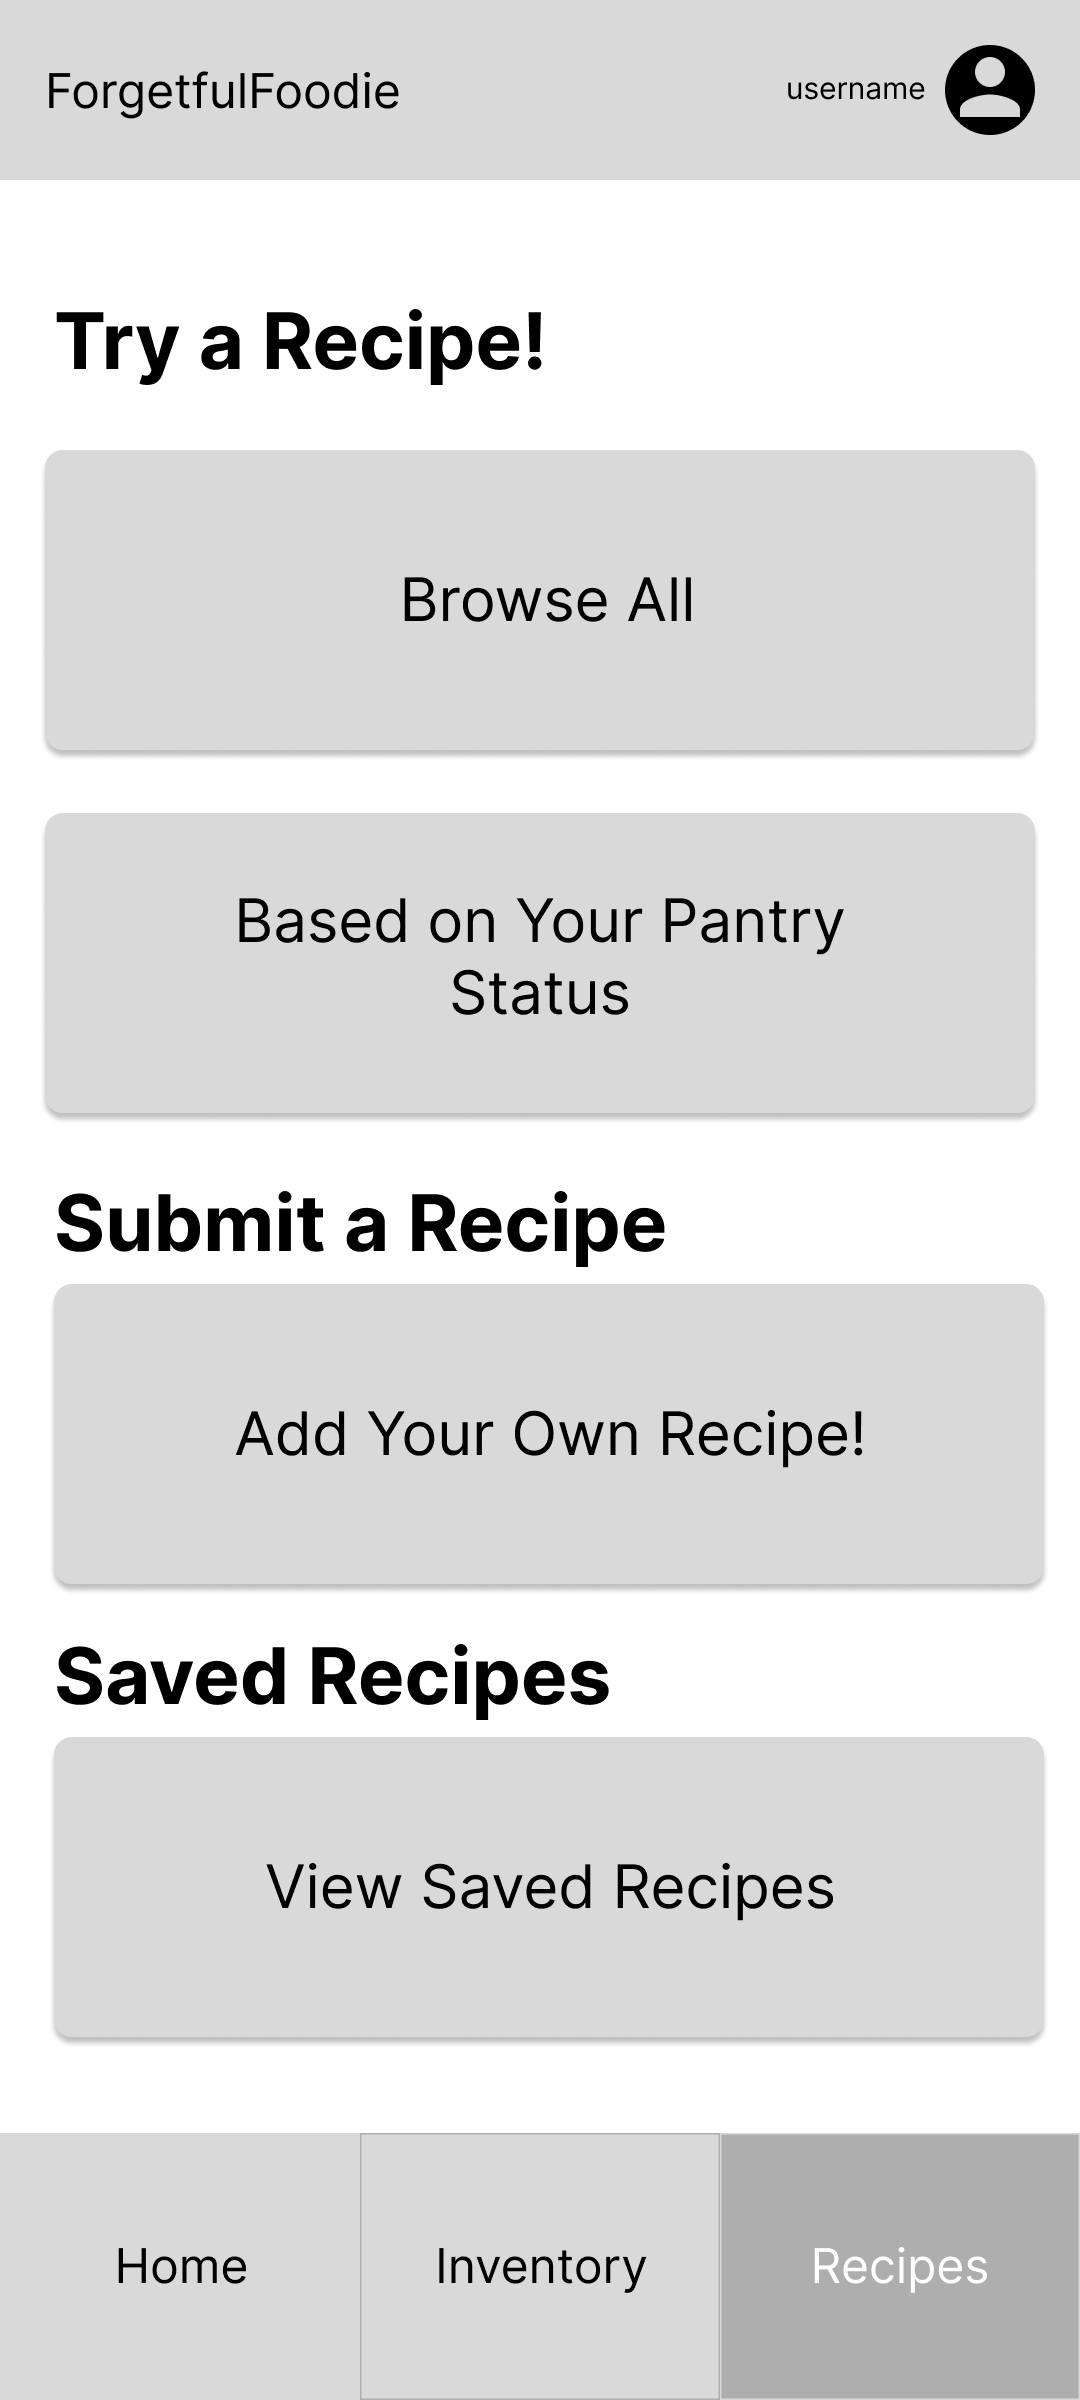 ForgetfulFoodie
username
Try a Recipe!
Browse All
Based on Your Pantry
Status
Submit a Recipe
Add Your Own Recipe!
Saved Recipes
View Saved Recipes
Home
Inventory
Recipes